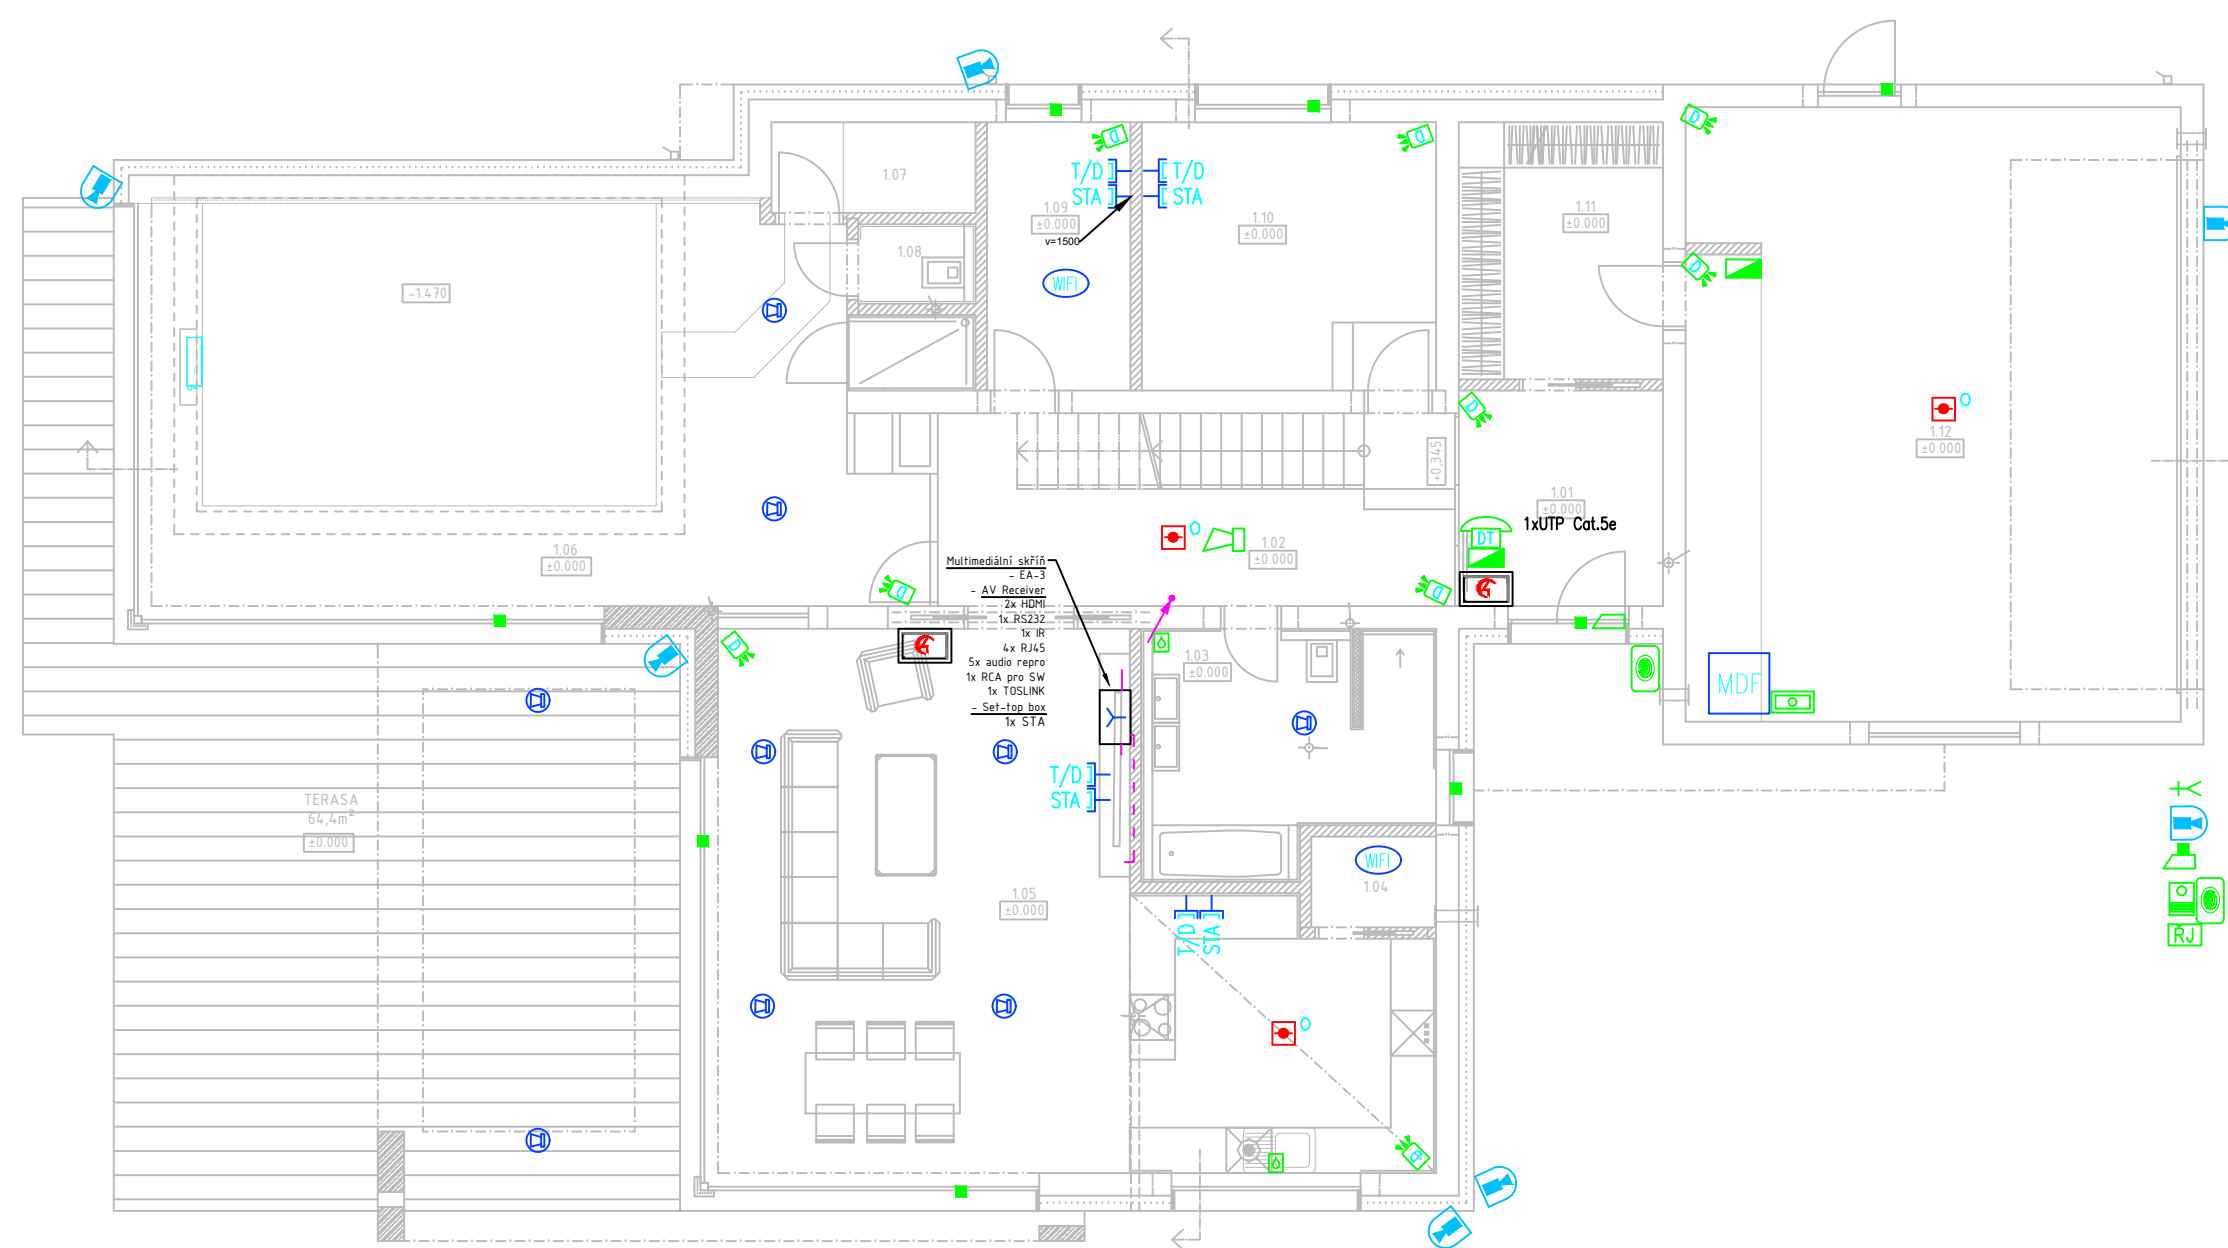 1.07
1.08
1.09
±0.000
v=1500
T/D
STA
T/D
STA
WIFI
1.10
±0.000
1.11
±0.000
D
D
D
D
D
-1.470
1.12
±0.000
O
+0,345
1.01
±0.000
1xUTP Cat.5e
DT
1.02
±0.000
O
D
D
1.06
±0.000
Multimediální skříň
- EA-3
- AV Receiver
2x HDMI
1x RS232
1x IR
4x RJ45
5x audio repro
1x RCA pro SW
1x TOSLINK
- Set-top box
1x STA
D
1.03
±0.000
MDF
T/D
STA
TERASA
64,4m²
±0.000
1.05
±0.000
WIFI
1.04
T/D
STA
RJ
O
D